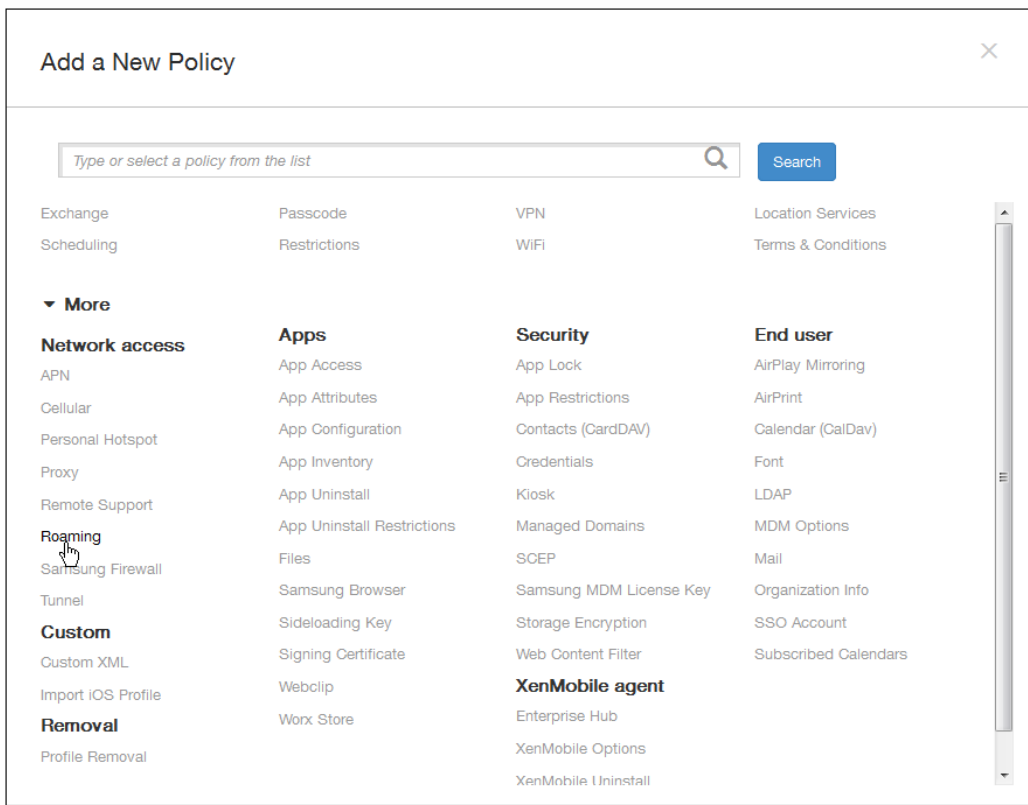 Add a New Policy
Type or select a policy from the list
Search
Exchange
Passcode
VPN
Location Services
Scheduling
Restrictions
WiFi
Terms & Conditions
More
Network access
APN
Cellular
Personal Hotspot
Proxy
Remote Support
Roaming
Samsung Firewall
Tunnel
Custom
Custom XML
Import iOS Profile
Removal
Profile Removal
Apps
App Access
App Attributes
App Configuration
App Inventory
App Uninstall
App Uninstall Restrictions
Files
Samsung Browser
Sideloading Key
Signing Certificate
Webclip
Worx Store
Security
App Lock
App Restrictions
Contacts (CardDAV)
Credentials
Kiosk
Managed Domains
SCEP
Samsung MDM License Key
Storage Encryption
Web Content Filter
XenMobile agent
Enterprise Hub
XenMobile Options
XenMobile Uninstall
End user
AirPlay Mirroring
AirPrint
Calendar (CalDav)
Font
LDAP
MDM Options
Mail
Organization Info
SSO Account
Subscribed Calendars